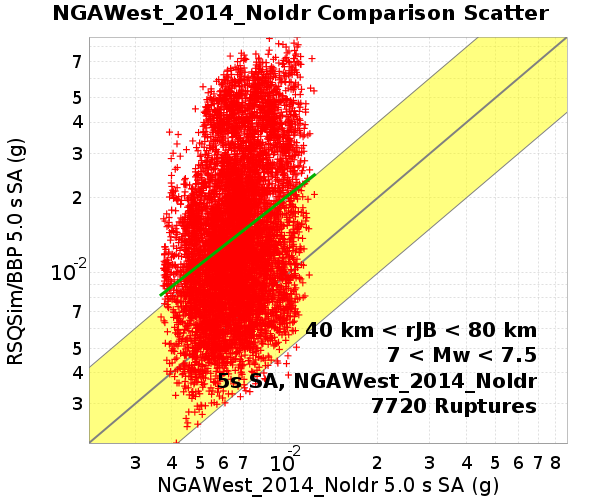 NGAWest_2014_NoIdr Comparison Scatter
RSQSim/BBP 5.0 s SA (g)
7
5
4
3
2
10-2
7
5
4
3
40 km < rJB < 80 km
7 < Mw < 7.5
5s SA, NGAWest_2014_NoIdr
7720 Ruptures
3 4 5 6 7 10-2 2 3 4 5 6 7 8
NGAWest_2014_NoIdr 5.0 s SA (g)